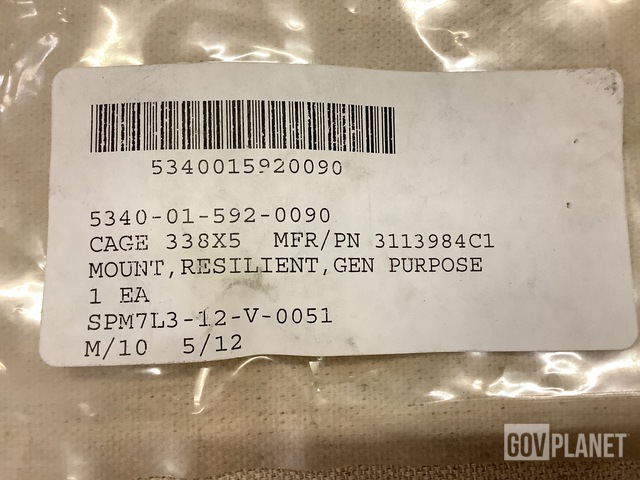 5340015920090
5340-01-592-0090
CAGE 338X5 MFR/PN 3113984C1
MOUNT,RESILIENT,GEN PURPOSE
1 EA
SPM7L3-12-V-0051
M/10 5/12
GOVPLANET